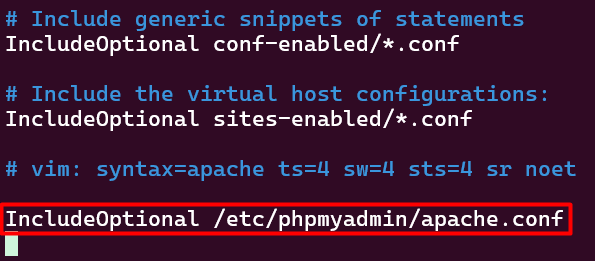 # Include generic snippets of statements
IncludeOptional conf-enabled/*.conf
# Include the virtual host configurations:
IncludeOptional sites-enabled/*.conf
# vim: syntax=apache ts=4 sw=4 sts=4 sr noet
IncludeOptional /etc/phpmyadmin/apache.conf